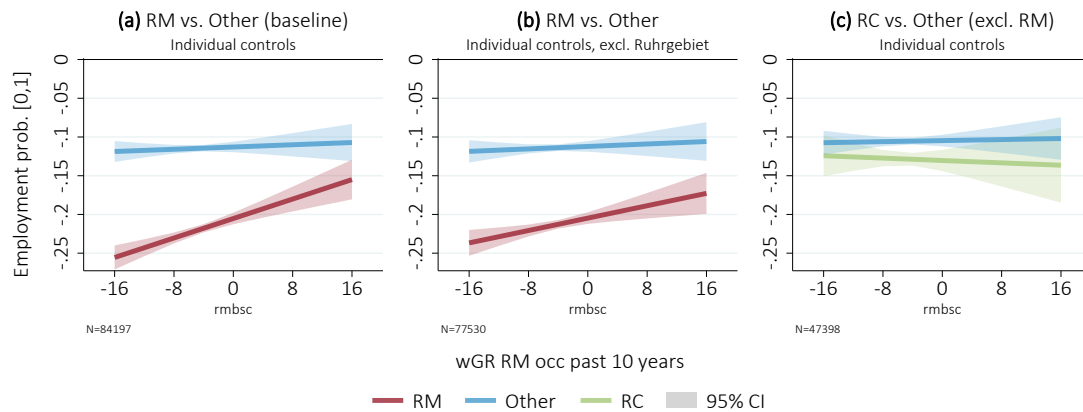 (a) RM vs. Other (baseline)
Individual controls
(b) RM vs. Other
Individual controls, excl. Ruhrgebiet
(c) RC vs. Other (excl. RM)
Individual controls
Employment prob. [0,1]
0
-.05
-.1
-.15
-.2
-.25
-16 -8 0 8 16
rmbsc
N=84197
0
-.05
-.1
-.15
-.2
-.25
-16 -8 0 8 16
rmbsc
N=77530
0
-.05
-.1
-.15
-.2
-.25
-16 -8 0 8 16
rmbsc
N=47398
wGR RM occ past 10 years
RM Other RC 95% CI